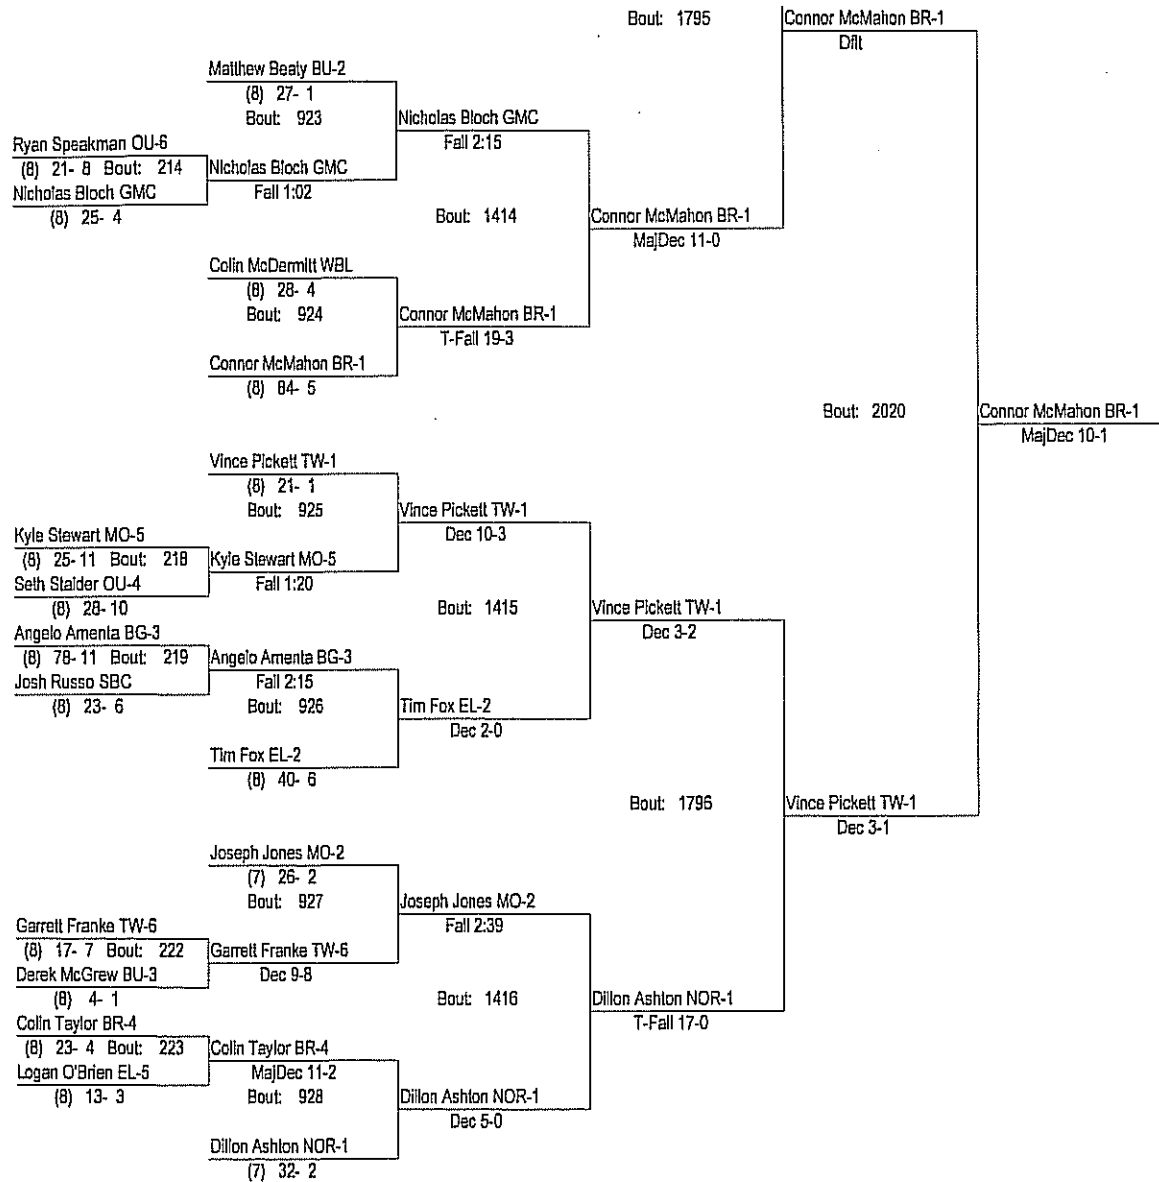 Bout: 1795
Connor McMahon BR-1
Dflt
Matthew Beaty BU-2
(8) 27- 1
Bout: 923
Nicholas Bloch GMC
Fall 2:15
Ryan Speakman OU-6
(8) 21- 8 Bout: 214
Nicholas Bloch GMC
Fall 1:02
Nicholas Bloch GMC
(8) 25- 4
Bout: 1414
Connor McMahon BR-1
MajDec 11-0
Colin McDermitt WBL
(8) 28- 4
Bout: 924
Connor McMahon BR-1
T-Fall 19-3
Connor McMahon BR-1
(8) 84- 5
Bout: 2020
Connor McMahon BR-1
MajDec 10-1
Vince Pickett TW-1
(8) 21- 1
Bout: 925
Vince Pickett TW-1
Dec 10-3
Kyle Stewart MO-5
(8) 25- 11 Bout: 218
Kyle Stewart MO-5
Fall 1:20
Seth Stalder OU-4
(8) 28- 10
Bout: 1415
Vince Pickett TW-1
Dec 3-2
Angelo Amenta BG-3
(8) 78- 11 Bout: 219
Angelo Amenta BG-3
Fall 2:15
Josh Russo SBC
(8) 23- 6
Bout: 926
Tim Fox EL-2
Dec 2-0
Tim Fox EL-2
(8) 40- 6
Bout: 1796
Vince Pickett TW-1
Dec 3-1
Joseph Jones MO-2
(7) 26- 2
Bout: 927
Joseph Jones MO-2
Fall 2:39
Garrett Franke TW-6
(8) 17- 7 Bout: 222
Garrett Franke TW-6
Dec 9-8
Derek McGrew BU-3
(8) 4- 1
Bout: 1416
Dillon Ashton NOR-1
T-Fall 17-0
Colin Taylor BR-4
(8) 23- 4 Bout: 223
Colin Taylor BR-4
MajDec 11-2
Logan O'Brien EL-5
(8) 13- 3
Bout: 928
Dillon Ashton NOR-1
Dec 5-0
Dillon Ashton NOR-1
(7) 32- 2